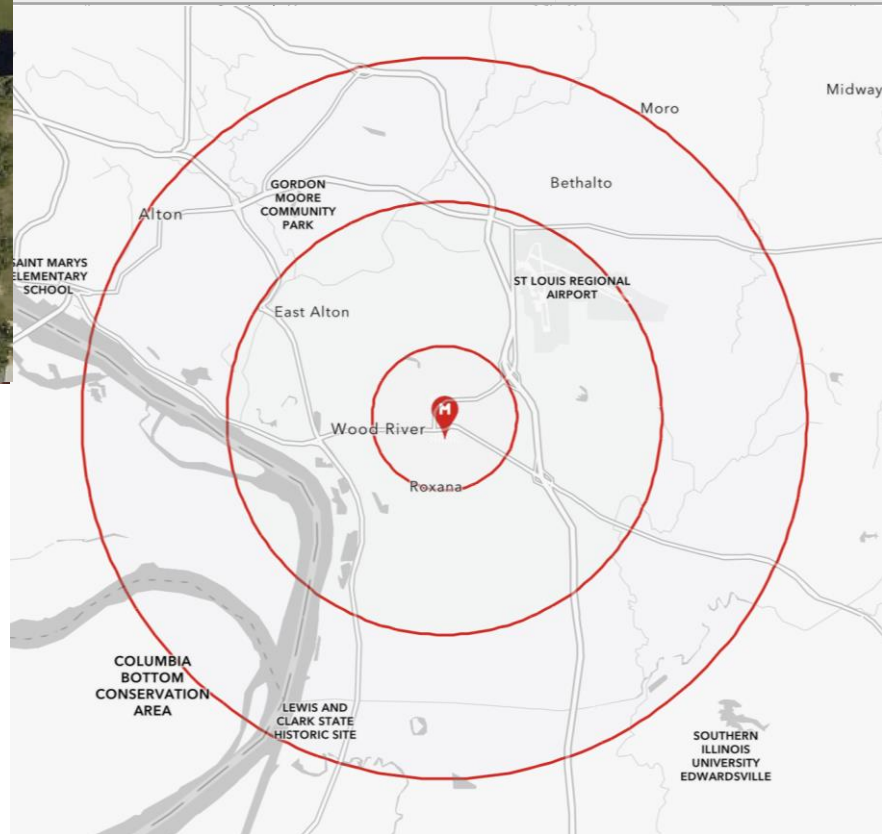 Moro
Midway
Bethalto
GORDON
MOORE
COMMUNITY
PARK
Alton
SAINT MARYS
ELEMENTARY
SCHOOL
ST LOUIS REGIONAL
AIRPORT
East Alton
M
Wood River
Roxana
COLUMBIA
BOTTOM
CONSERVATION
AREA
LEWIS AND
CLARK STATE
HISTORIC SITE
SOUTHERN
ILLINOIS
UNIVERSITY
EDWARDSVILLE